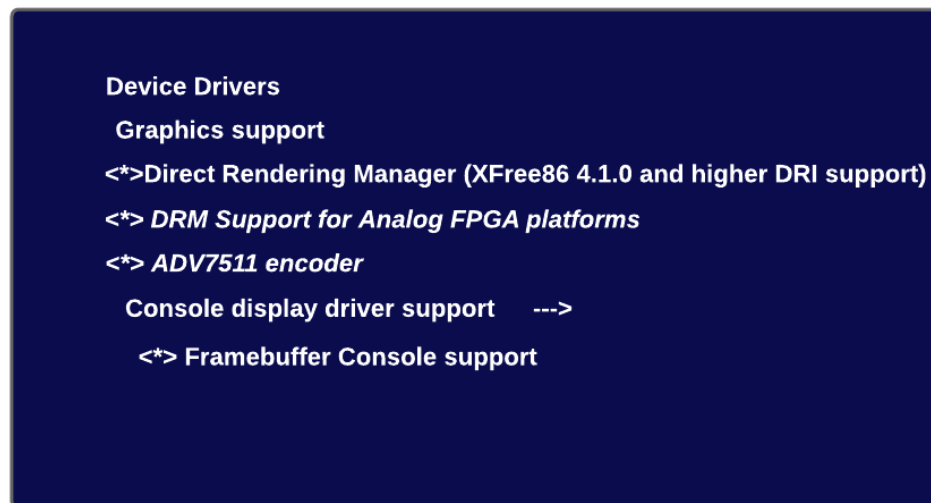 Device Drivers
Graphics support
<*>Direct Rendering Manager (XFree86 4.1.0 and higher DRI support)
<*> DRM Support for Analog FPGA platforms
<*> ADV7511 encoder
Console display driver support --->
<*> Framebuffer Console support